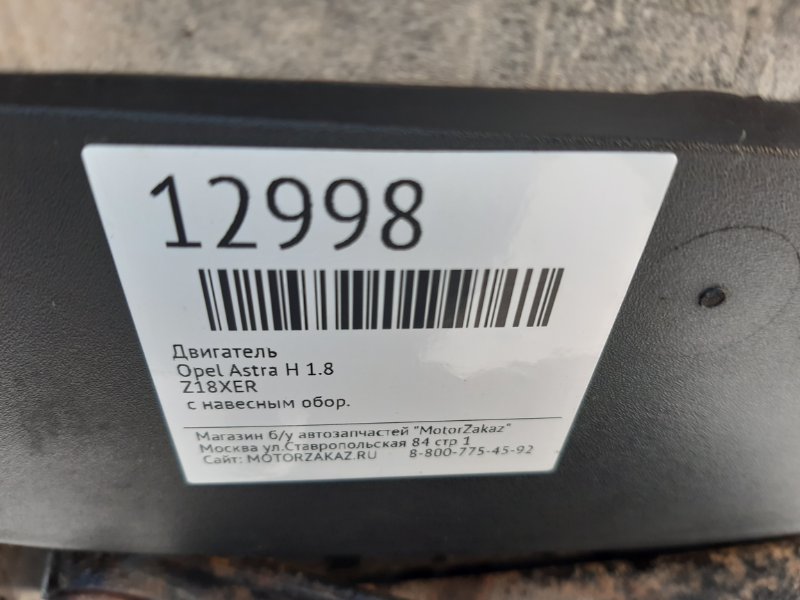 12998
Двигатель
Opel Astra H 1.8
Z18XER
с навесным обор.
Магазин б/у автозапчастей "MotorZakaz"
Москва ул.Ставропольская 84 стр 1
Сайт: MOTORZAKAZ.RU 8-800-775-45-92